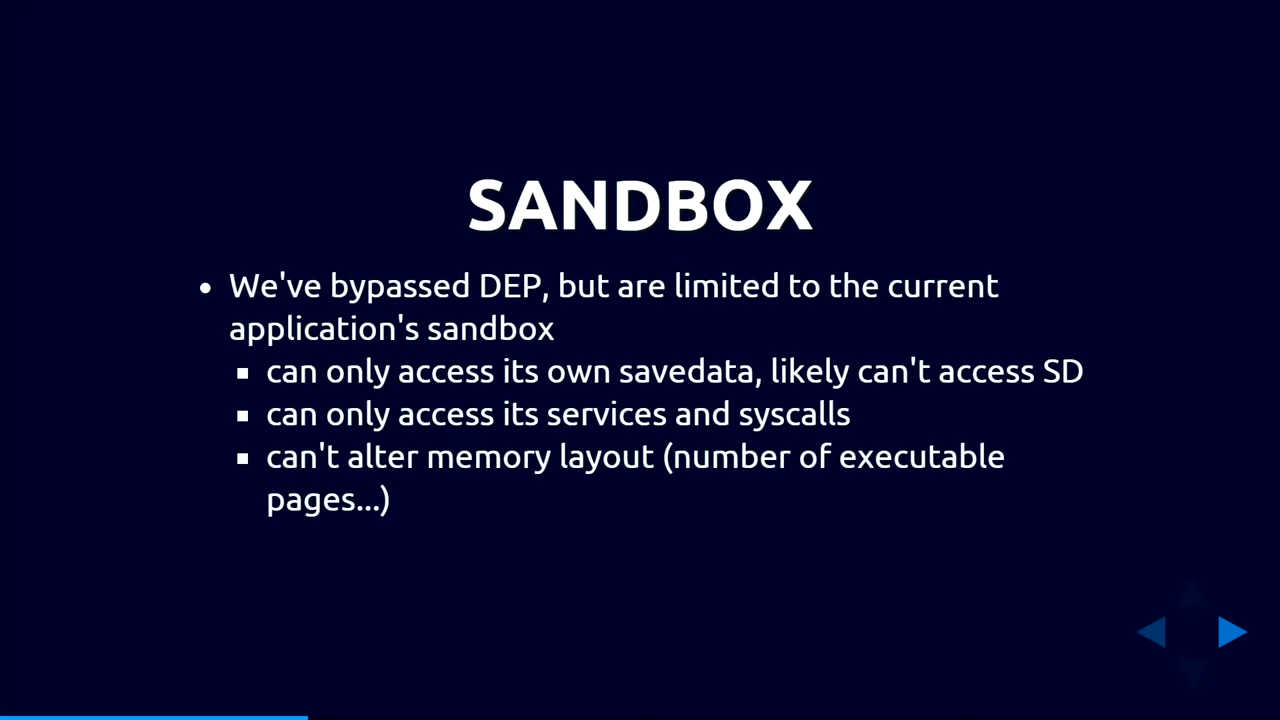 SANDBOX
• We've bypassed DEP, but are limited to the current
application's sandbox
▪ can only access its own savedata, likely can't access SD
▪ can only access its services and syscalls
▪ can't alter memory layout (number of executable
pages...)